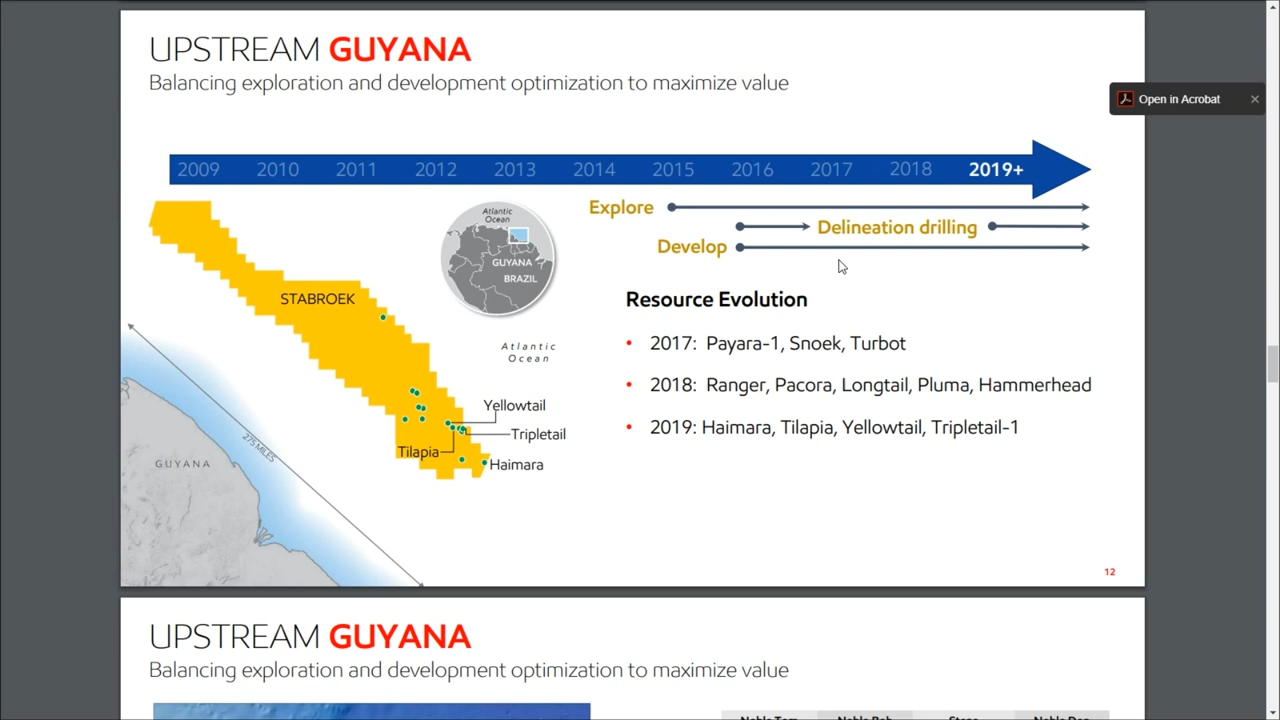 UPSTREAM GUYANA
Balancing exploration and development optimization to maximize value
Open in Acrobat
2009 2010 2011 2012 2013 2014 2015 2016 2017 2018 2019+
Explore
Delineation drilling
Develop
Atlantic
Ocean
GUYANA
BRAZIL
STABROEK
Resource Evolution
• 2017: Payara-1, Snoek, Turbot
• 2018: Ranger, Pacora, Longtail, Pluma, Hammerhead
• 2019: Haimara, Tilapia, Yellowtail, Tripletail-1
Atlantic
Ocean
Yellowtail
Tripletail
Tilapia
Haimara
275 MILES
GUYANA
12
UPSTREAM GUYANA
Balancing exploration and development optimization to maximize value